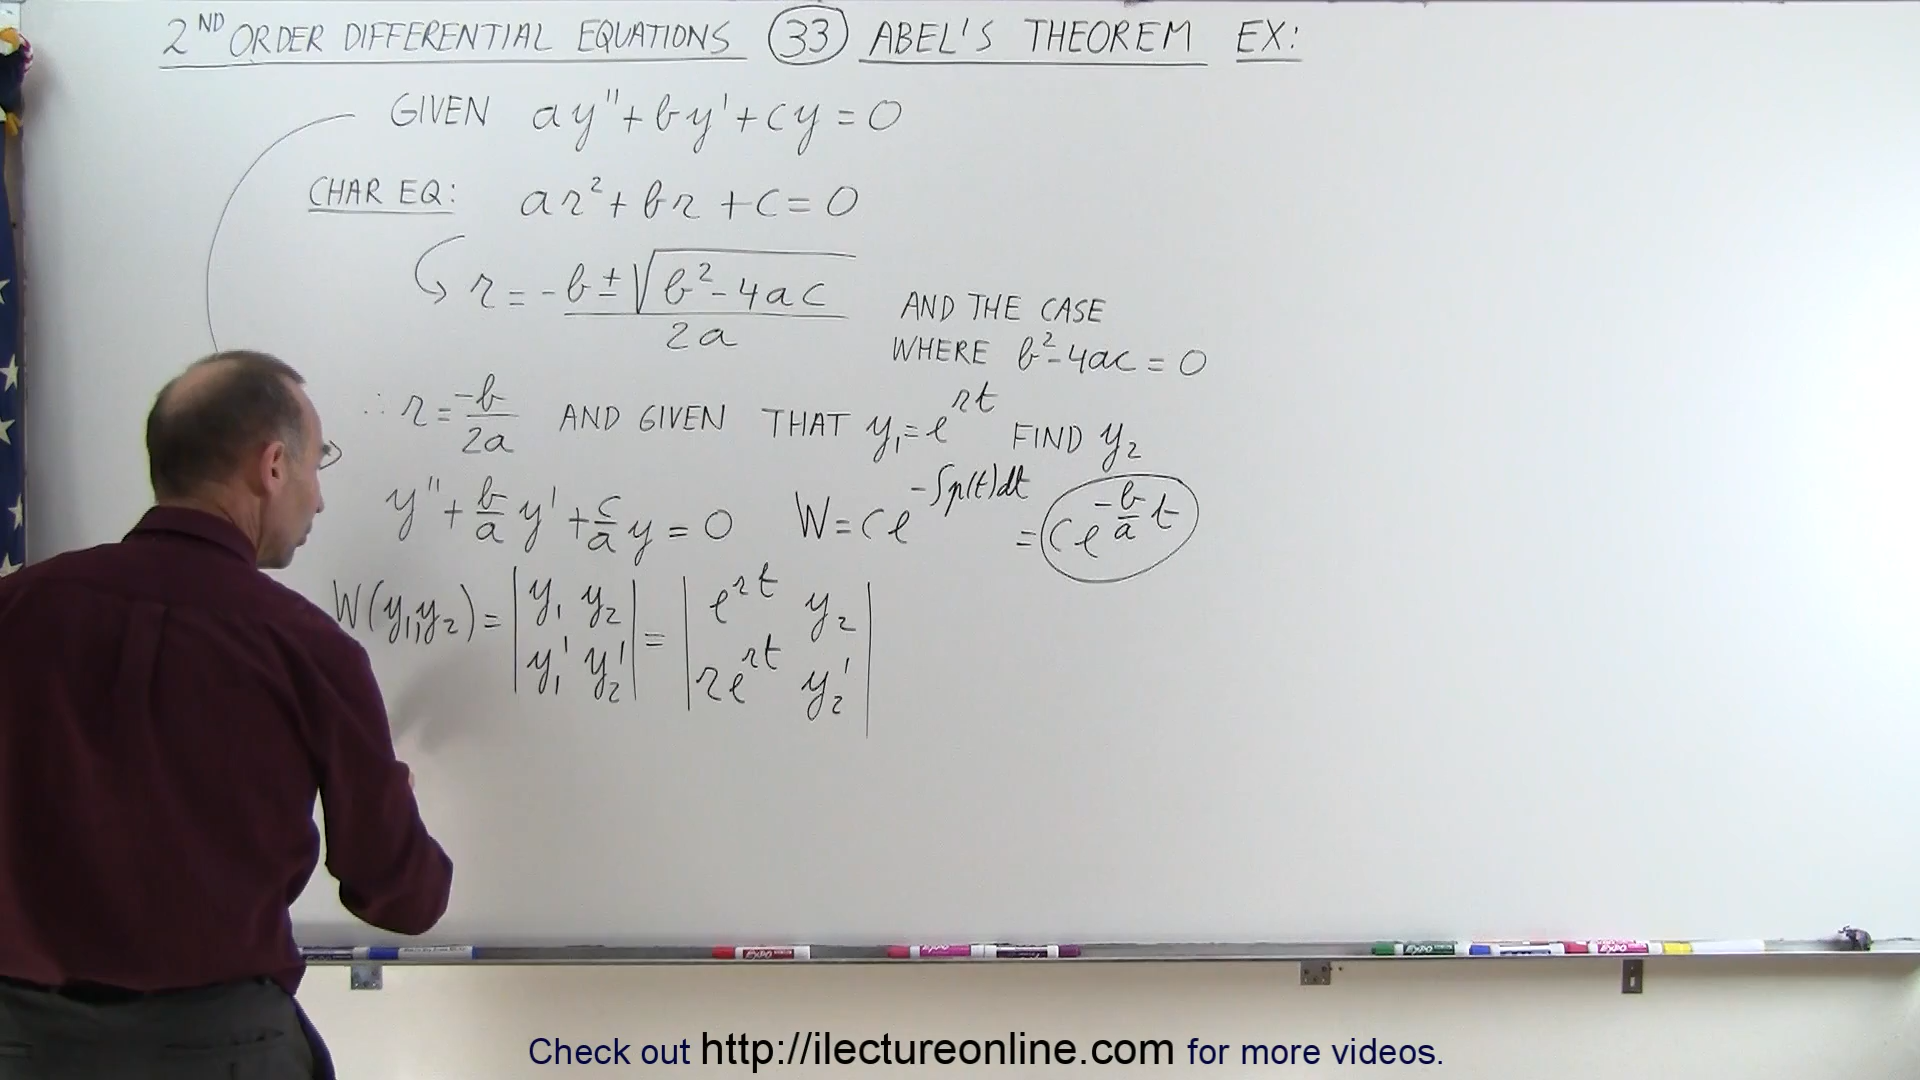 2ND ORDER DIFFERENTIAL EQUATIONS (33) ABEL'S THEOREM EX:
GIVEN ay"+by'+cy=0
CHAR EQ: ar²+br+c=0
r = -b±√(b²-4ac) / 2a
AND THE CASE
WHERE b²-4ac=0
∴ r = -b/2a AND GIVEN THAT y₁=e^rt FIND y₂
y"+b/a y'+c/a y=0 W=ce^-∫p(t)dt = ce^-b/a t
W(y₁,y₂)= |y₁ y₂| = |e^rt y₂|
|y₁' y₂'| |re^rt y₂'|
EXPO EXPO EXPO
Check out http://ilectureonline.com for more videos.